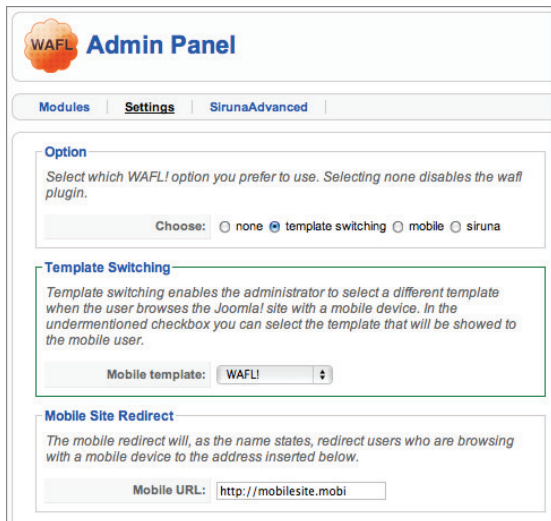 WAFL
Admin Panel
Modules
Settings
SirunaAdvanced
Option
Select which WAFL! option you prefer to use. Selecting none disables the wafl
plugin.
Choose: none template switching mobile siruna
Template Switching
Template switching enables the administrator to select a different template
when the user browses the Joomla! site with a mobile device. In the
undermentioned checkbox you can select the template that will be showed to
the mobile user.
Mobile template: WAFL!
Mobile Site Redirect
The mobile redirect will, as the name states, redirect users who are browsing
with a mobile device to the address inserted below.
Mobile URL: http://mobilesite.mobi